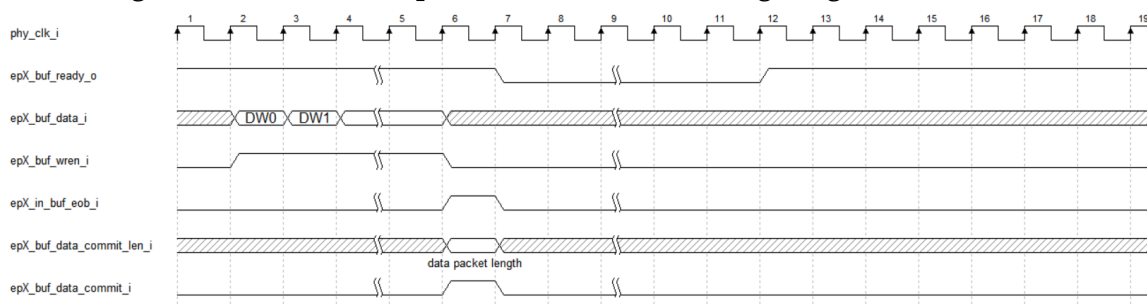 1 2 3 4 5 6 7 8 9 10 11 12 13 14 15 16 17 18 19
phy_clk_i
epX_buf_ready_o
epX_buf_data_i DW0 DW1
epX_buf_wren_i
epX_in_buf_eob_i
epX_buf_data_commit_len_i
data packet length
epX_buf_data_commit_i